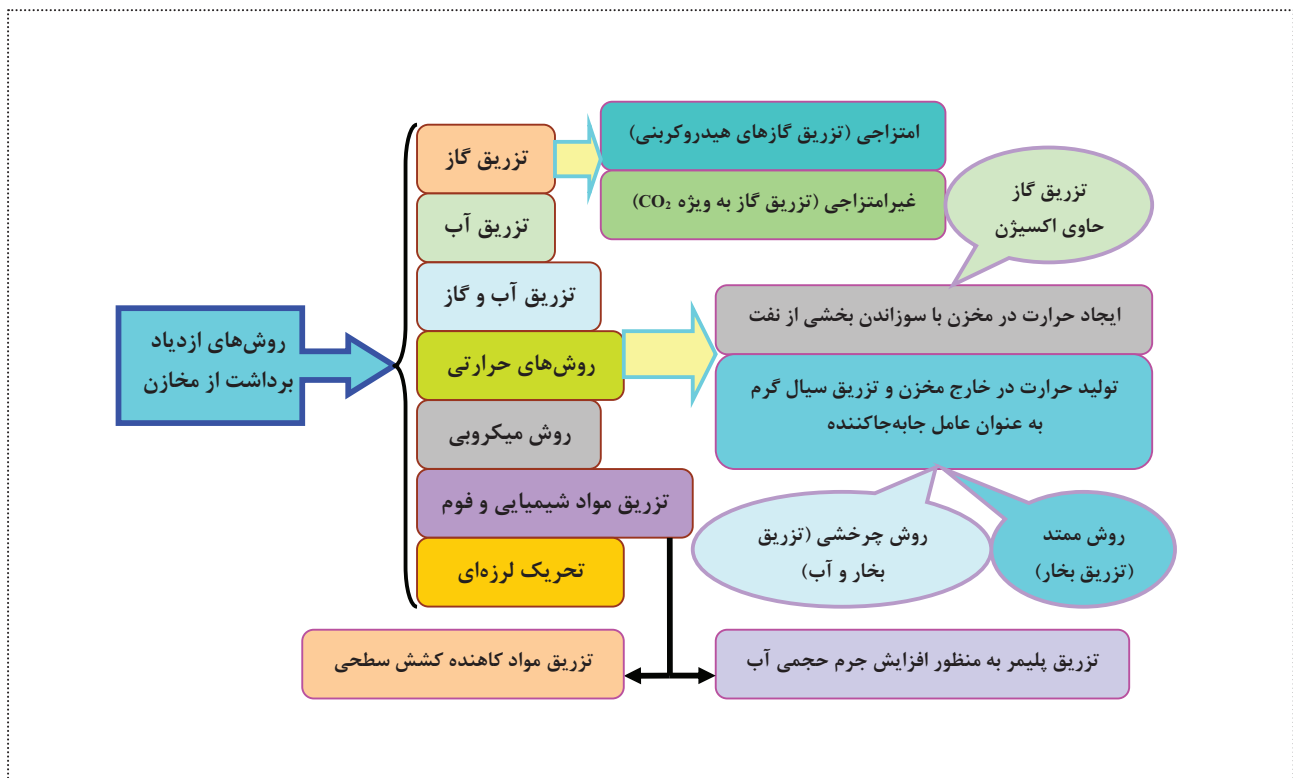 روش‌های ازدیاد
برداشت از مخازن
تزریق گاز
تزریق آب
تزریق آب و گاز
روش‌های حرارتی
روش میکروبی
تزریق مواد شیمیایی و فوم
تحریک لرزه‌ای
امتزاجی (تزریق گازهای هیدروکربنی)
غیرامتزاجی (تزریق گاز به ویژه CO₂)
تزریق گاز
حاوی اکسیژن
ایجاد حرارت در مخزن با سوزاندن بخشی از نفت
تولید حرارت در خارج مخزن و تزریق سیال گرم
به عنوان عامل جابه‌جاکننده
روش ممتد
(تزریق بخار)
روش چرخشی (تزریق
بخار و آب)
تزریق پلیمر به منظور افزایش جرم حجمی آب
تزریق مواد کاهنده کشش سطحی